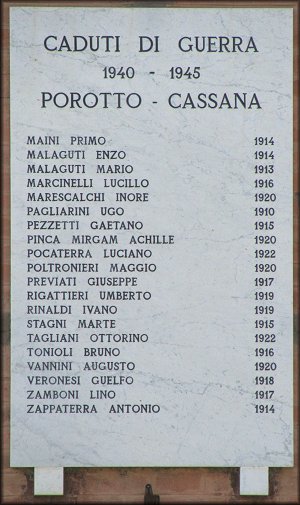 CADUTI DI GUERRA
1940 - 1945
POROTTO - CASSANA
MAINI PRIMO 1914
MALAGUTI ENZO 1914
MALAGUTI MARIO 1913
MARCINELLI LUCILLO 1916
MARESCALCHI INORE 1920
PAGLIARINI UGO 1910
PEZZETTI GAETANO 1915
PINCA MIRGAM ACHILLE 1920
POCATERRA LUCIANO 1922
POLTRONIERI MAGGIO 1920
PREVIATI GIUSEPPE 1917
RIGATTIERI UMBERTO 1919
RINALDI IVANO 1919
STAGNI MARTE 1915
TAGLIANI OTTORINO 1922
TONIOLI BRUNO 1916
VANNINI AUGUSTO 1920
VERONESI GUELFO 1918
ZAMBONI LINO 1917
ZAPPATERRA ANTONIO 1914